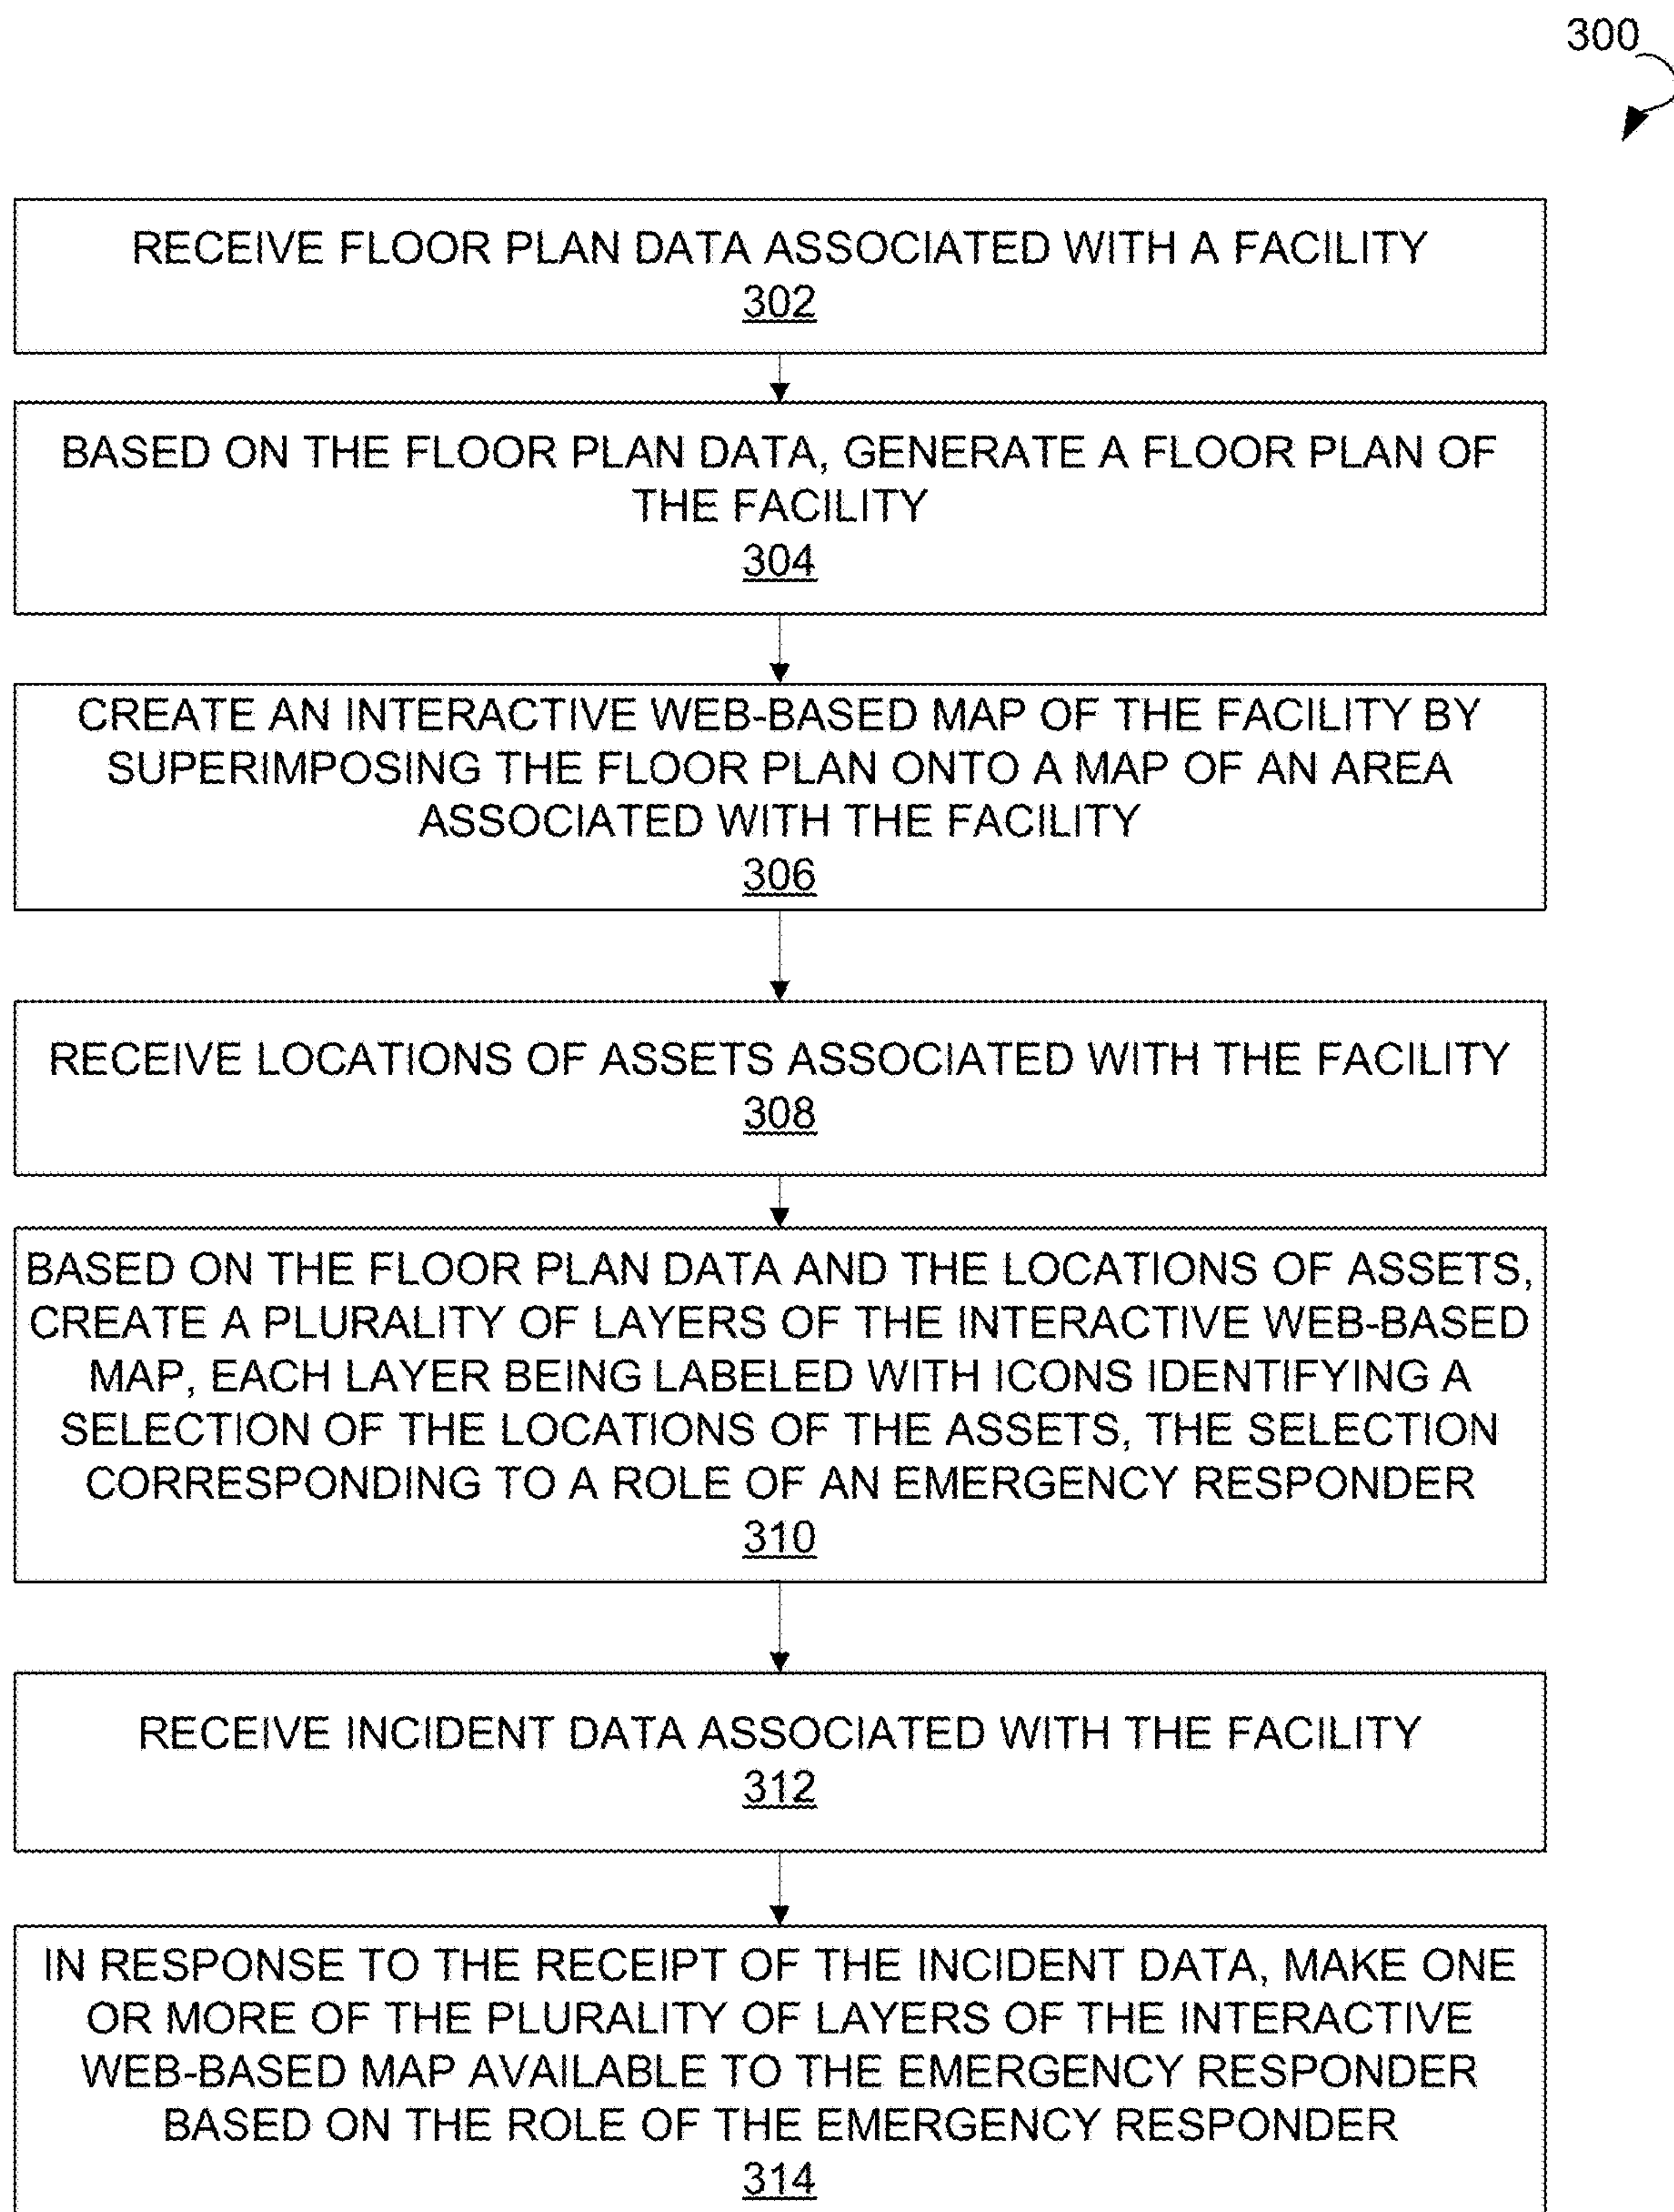 300
RECEIVE FLOOR PLAN DATA ASSOCIATED WITH A FACILITY
302
BASED ON THE FLOOR PLAN DATA, GENERATE A FLOOR PLAN OF
THE FACILITY
304
CREATE AN INTERACTIVE WEB-BASED MAP OF THE FACILITY BY
SUPERIMPOSING THE FLOOR PLAN ONTO A MAP OF AN AREA
ASSOCIATED WITH THE FACILITY
306
RECEIVE LOCATIONS OF ASSETS ASSOCIATED WITH THE FACILITY
308
BASED ON THE FLOOR PLAN DATA AND THE LOCATIONS OF ASSETS,
CREATE A PLURALITY OF LAYERS OF THE INTERACTIVE WEB-BASED
MAP, EACH LAYER BEING LABELED WITH ICONS IDENTIFYING A
SELECTION OF THE LOCATIONS OF THE ASSETS, THE SELECTION
CORRESPONDING TO A ROLE OF AN EMERGENCY RESPONDER
310
RECEIVE INCIDENT DATA ASSOCIATED WITH THE FACILITY
312
IN RESPONSE TO THE RECEIPT OF THE INCIDENT DATA, MAKE ONE
OR MORE OF THE PLURALITY OF LAYERS OF THE INTERACTIVE
WEB-BASED MAP AVAILABLE TO THE EMERGENCY RESPONDER
BASED ON THE ROLE OF THE EMERGENCY RESPONDER
314